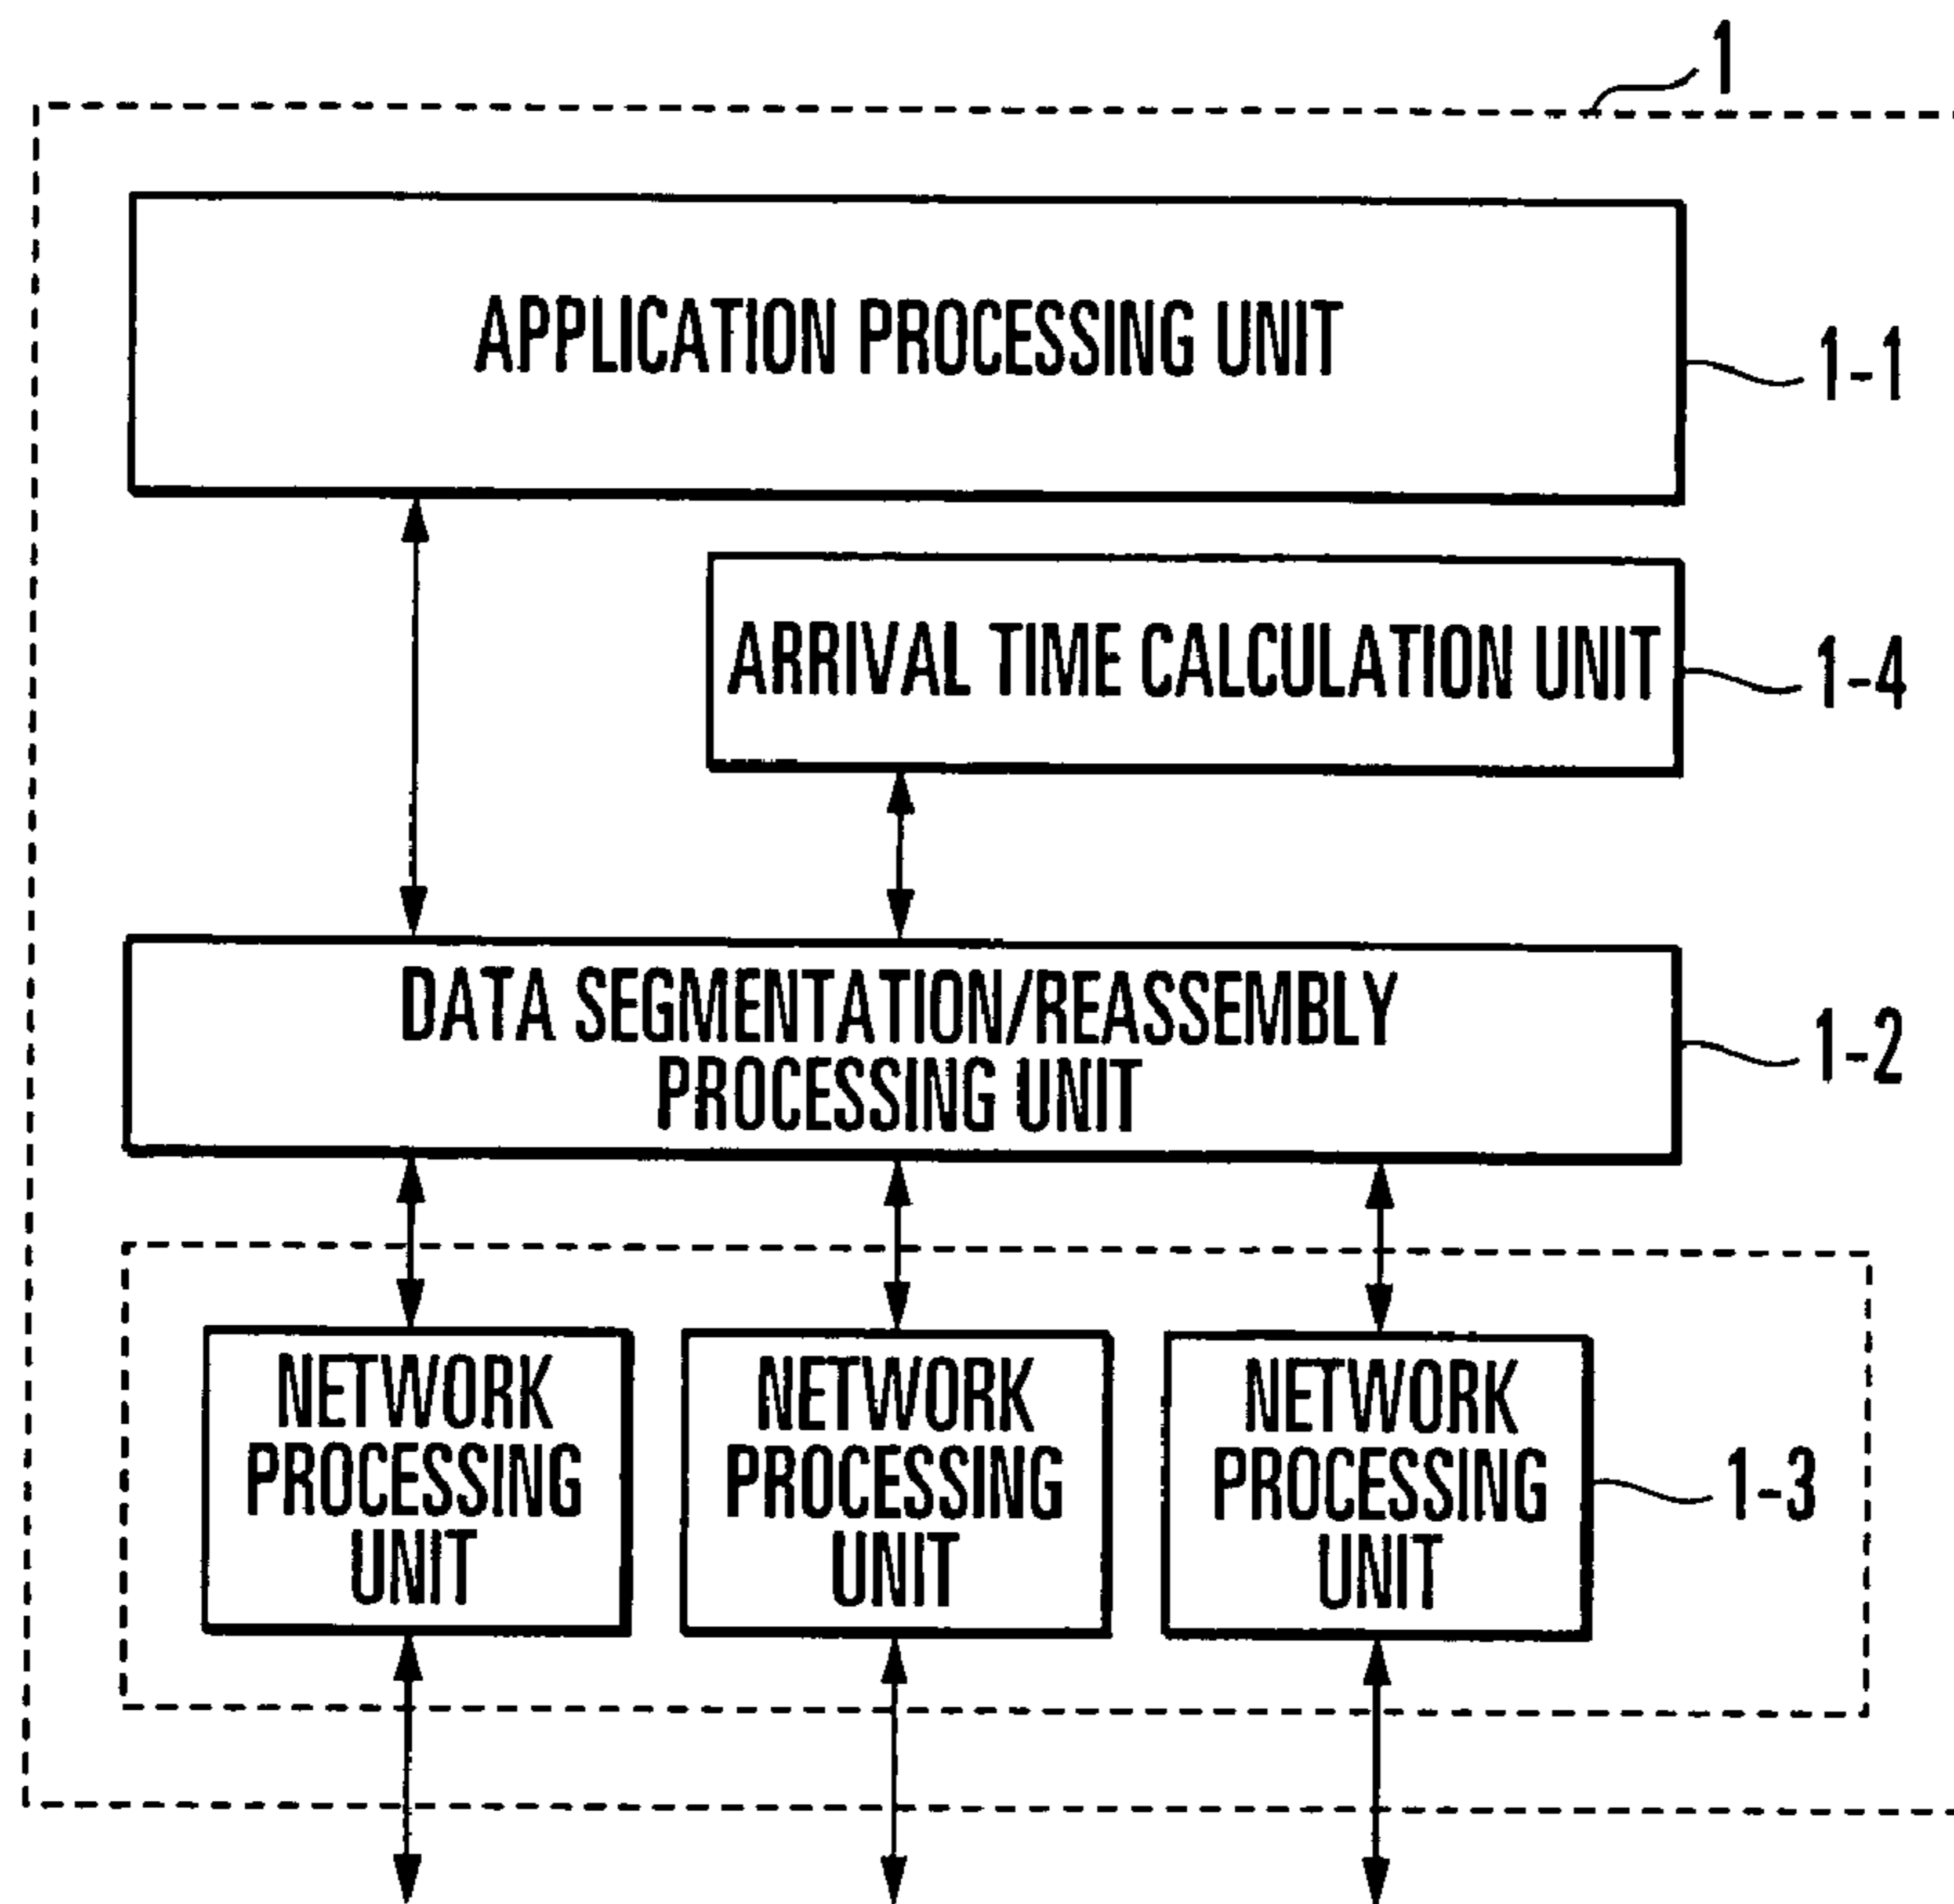 1
APPLICATION PROCESSING UNIT
1-1
ARRIVAL TIME CALCULATION UNIT
1-4
DATA SEGMENTATION/REASSEMBLY
PROCESSING UNIT
1-2
NETWORK
PROCESSING
UNIT
NETWORK
PROCESSING
UNIT
NETWORK
PROCESSING
UNIT
1-3